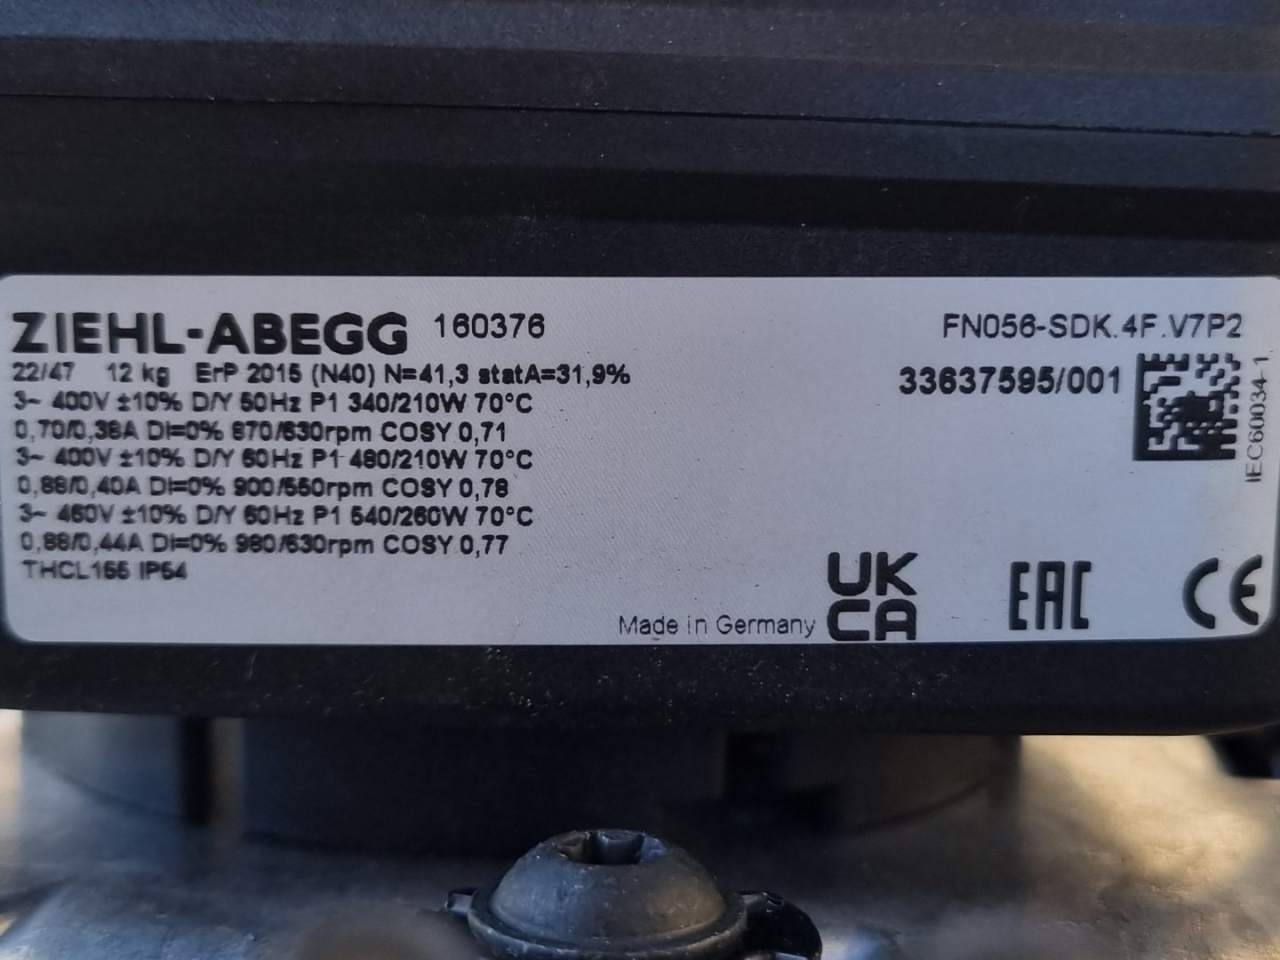 ZIEHL-ABEGG 160376 FN056-SDK.4F.V7P2
22/47 12 kg ErP 2015 (N40) N=41,3 statA=31,9% 33637595/001
3~ 400V ±10% D/Y 50Hz P1 340/210W 70°C
0,70/0,38A DI=0% 870/630rpm COSY 0,71
3~ 400V ±10% D/Y 60Hz P1 480/210W 70°C
0,88/0,40A DI=0% 900/550rpm COSY 0,78
3~ 460V ±10% D/Y 60Hz P1 540/260W 70°C
0,88/0,44A DI=0% 980/630rpm COSY 0,77
THCL155 IP54
IEC60034-1
Made in Germany UK CA EAC CE